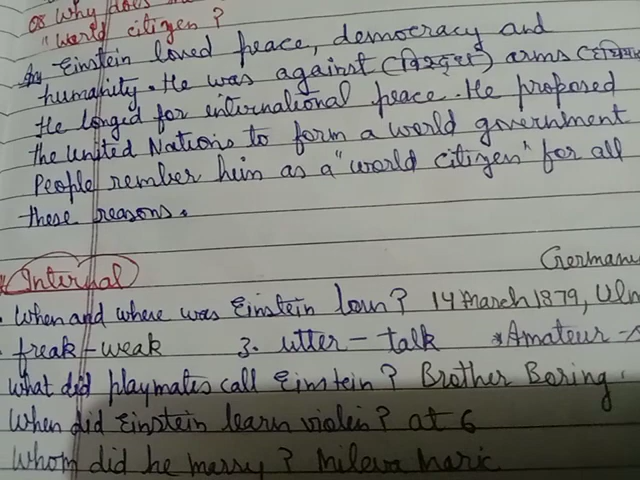 Or Why does
"World citizen?
Einstein loved peace, democracy and
humanity. He was against (विरुद्ध) arms (हथियार
He longed for international peace. He proposed
the United Nations to form a world government
People rember him as a "world citizen" for all
these reasons.
Internal
Germany
When and where was Einstein born? 14 March 1879, Ulm
freak - weak 3. utter - talk *Amateur -
What did playmates call Einstein? Brother Boring.
When did Einstein learn violin? at 6
Whom did he marry? Mileva Maric